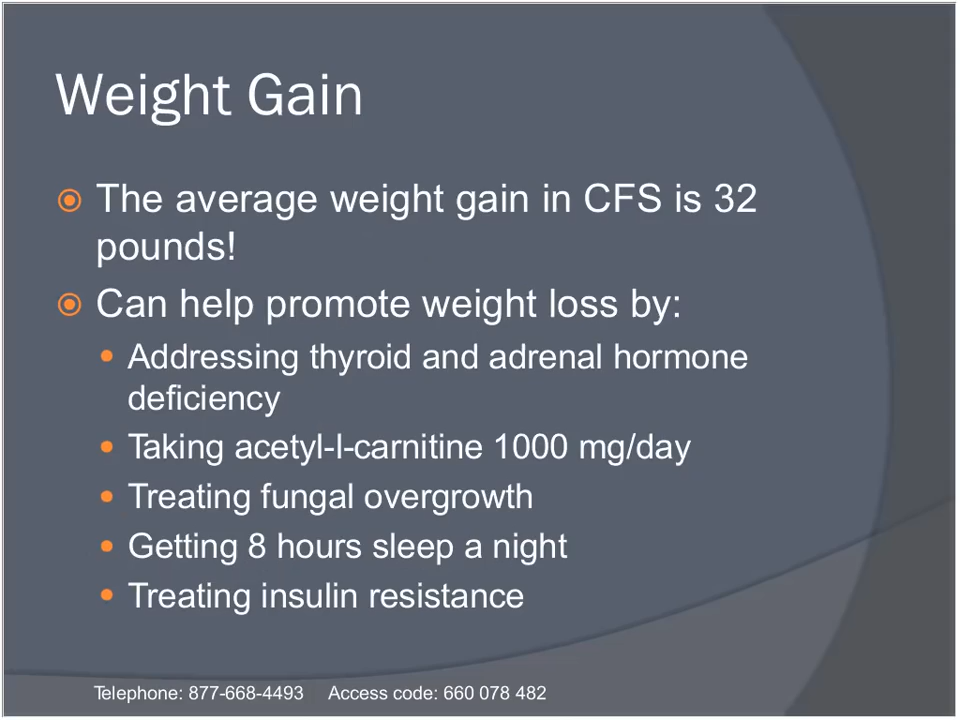 Weight Gain
The average weight gain in CFS is 32
pounds!
Can help promote weight loss by:
Addressing thyroid and adrenal hormone
deficiency
Taking acetyl-l-carnitine 1000 mg/day
Treating fungal overgrowth
Getting 8 hours sleep a night
Treating insulin resistance
Telephone: 877-668-4493 Access code: 660 078 482